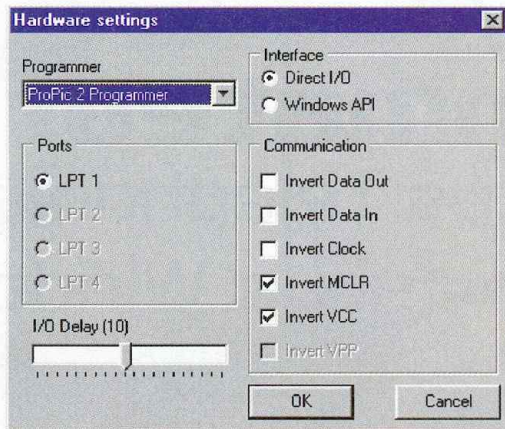 Hardware settings
Programmer
ProPic 2 Programmer
Interface
Direct I/O
Windows API
Ports
LPT 1
LPT 2
LPT 3
LPT 4
I/O Delay (10)
Communication
Invert Data Out
Invert Data In
Invert Clock
Invert MCLR
Invert VCC
Invert VPP
OK
Cancel